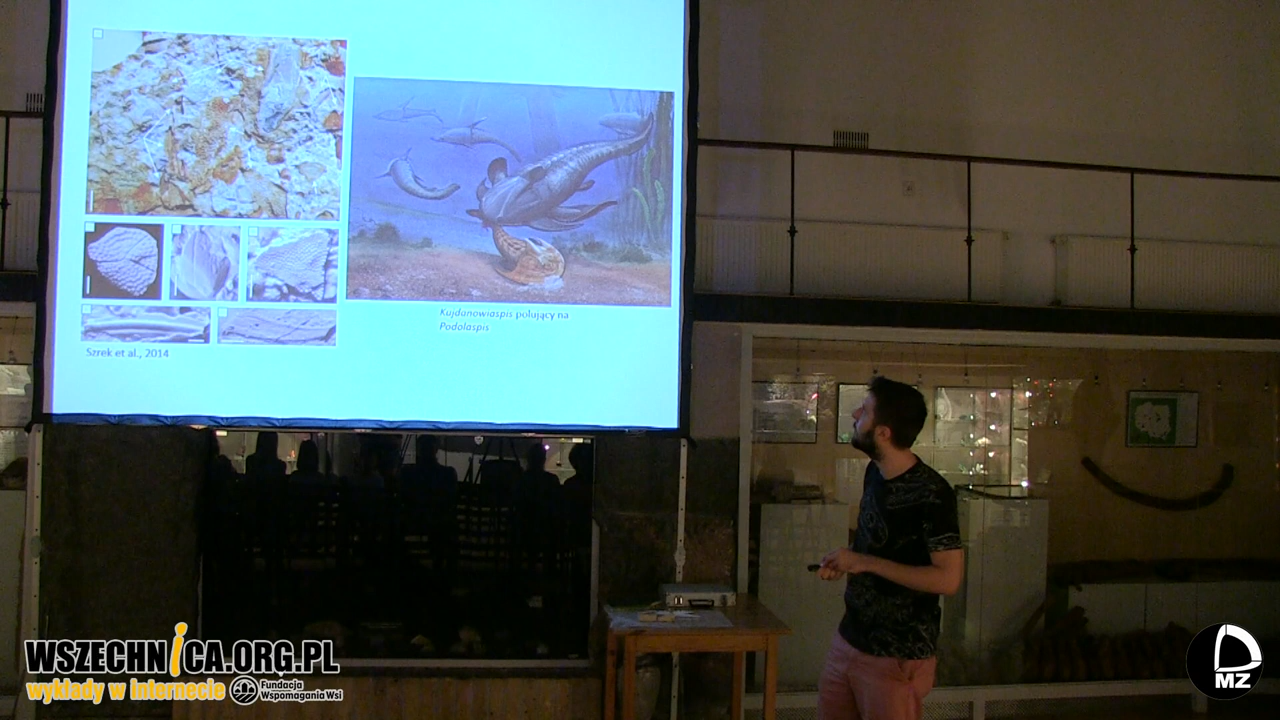 Kujdanowiaspis polujący na
Podolaspis
Szrek et al., 2014
WSZECHNICA.ORG.PL
wykłady w internecie
Fundacja
Wspomagania Wsi
MZ